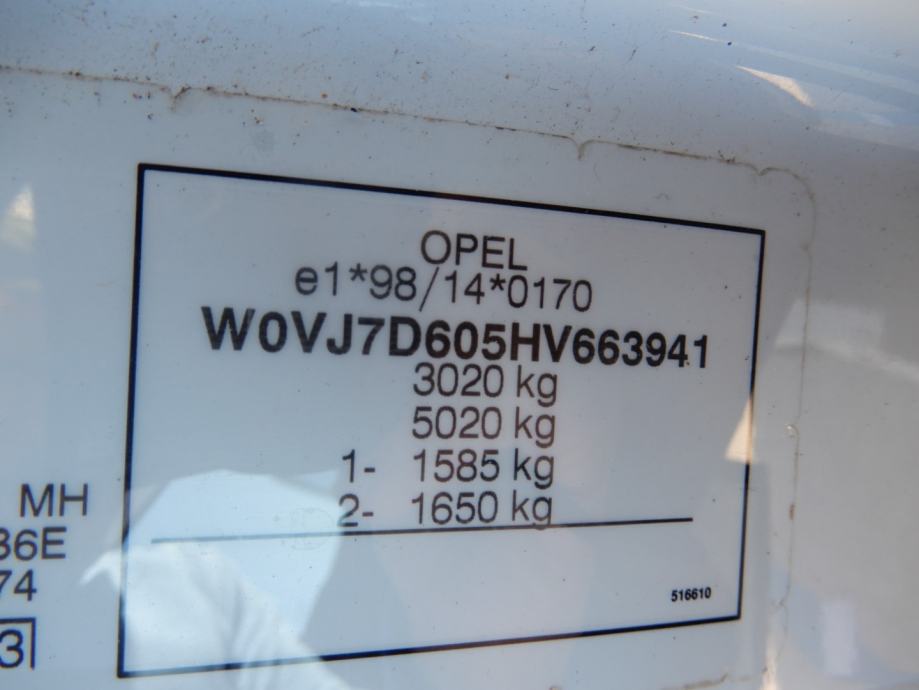 OPEL
e1*98/14*0170
W0VJ7D605HV663941
3020 kg
5020 kg
1- 1585 kg
2- 1650 kg
516610
MH
36E
74
3